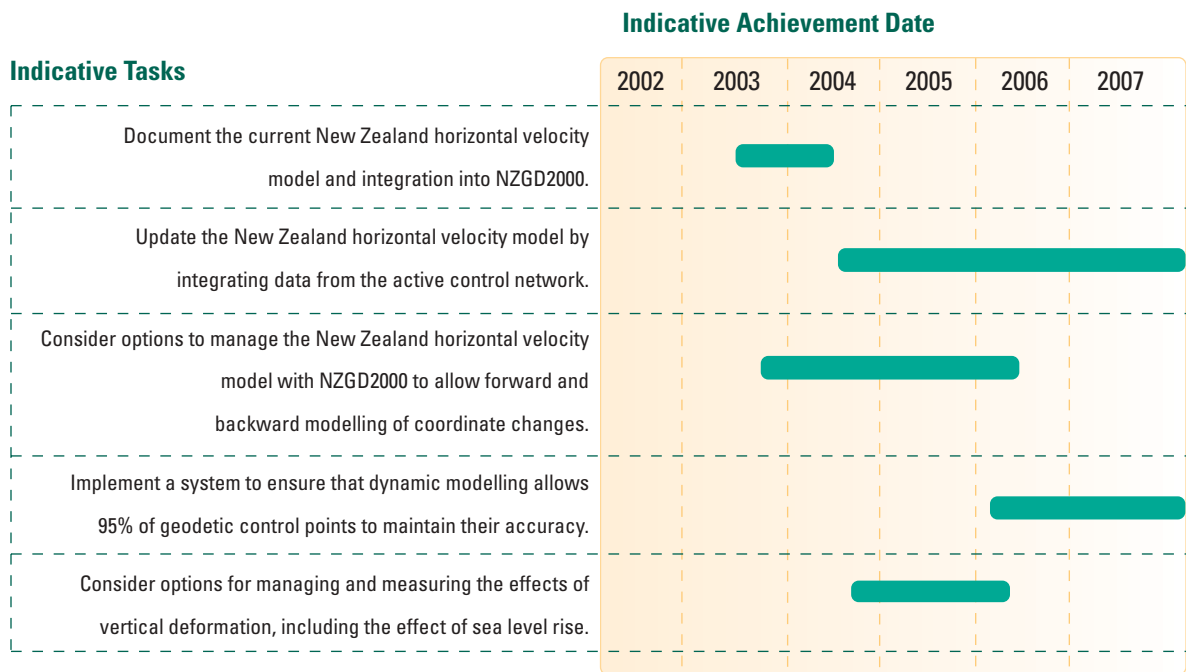 Indicative Achievement Date
Indicative Tasks
2002 2003 2004 2005 2006 2007
Document the current New Zealand horizontal velocity
model and integration into NZGD2000.
Update the New Zealand horizontal velocity model by
integrating data from the active control network.
Consider options to manage the New Zealand horizontal velocity
model with NZGD2000 to allow forward and
backward modelling of coordinate changes.
Implement a system to ensure that dynamic modelling allows
95% of geodetic control points to maintain their accuracy.
Consider options for managing and measuring the effects of
vertical deformation, including the effect of sea level rise.